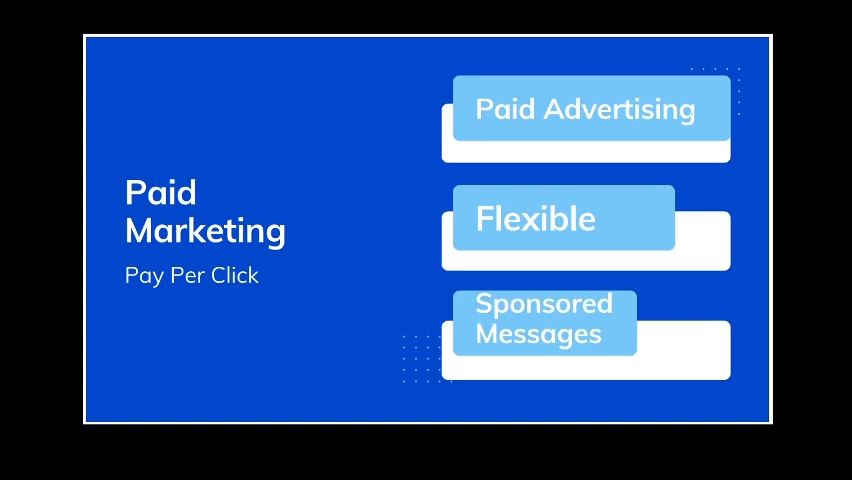 Paid
Marketing
Pay Per Click
Paid Advertising
Flexible
Sponsored
Messages